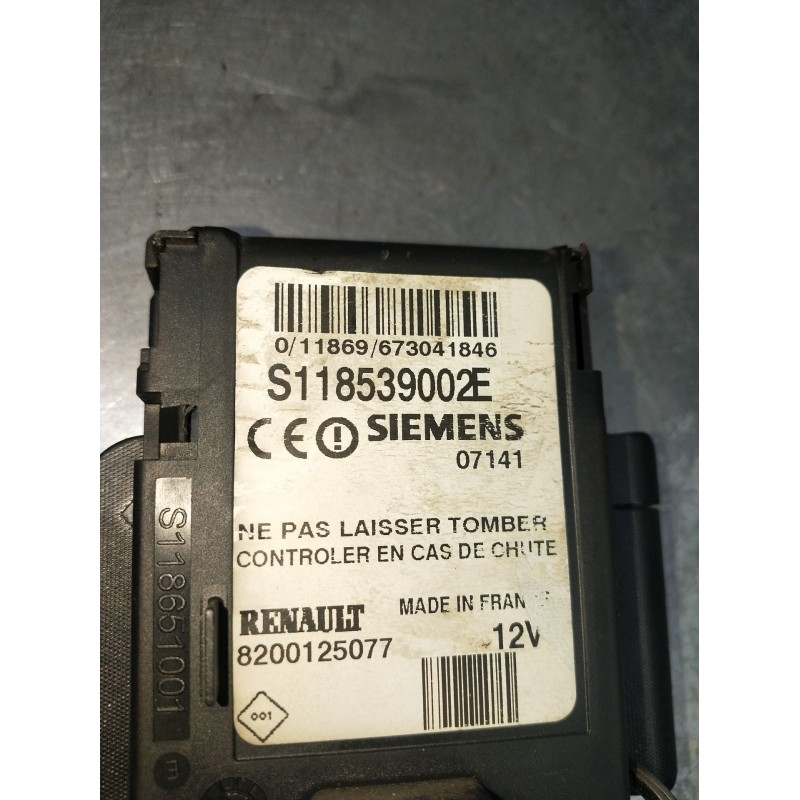 0/11869/673041846
S118539002E
CE SIEMENS
07141
NE PAS LAISSER TOMBER
CONTROLER EN CAS DE CHUTE
RENAULT MADE IN
8200125077 12V
001
S118651001